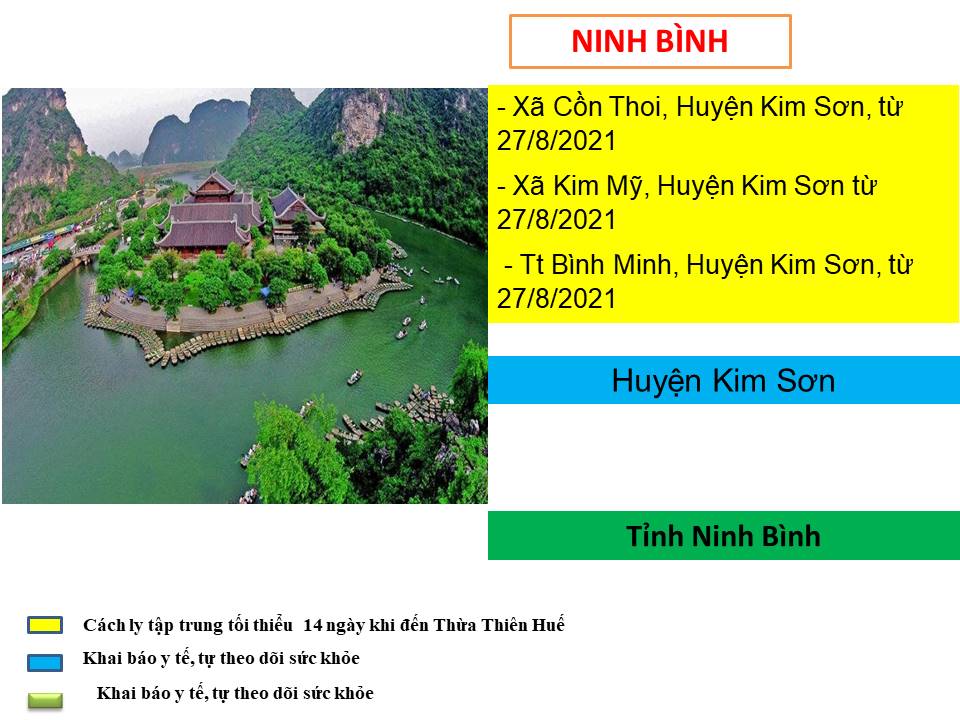 NINH BÌNH
- Xã Cồn Thoi, Huyện Kim Sơn, từ
27/8/2021
- Xã Kim Mỹ, Huyện Kim Sơn từ
27/8/2021
- Tt Bình Minh, Huyện Kim Sơn, từ
27/8/2021
Huyện Kim Sơn
Tỉnh Ninh Bình
Cách ly tập trung tối thiểu 14 ngày khi đến Thừa Thiên Huế
Khai báo y tế, tự theo dõi sức khỏe
Khai báo y tế, tự theo dõi sức khỏe